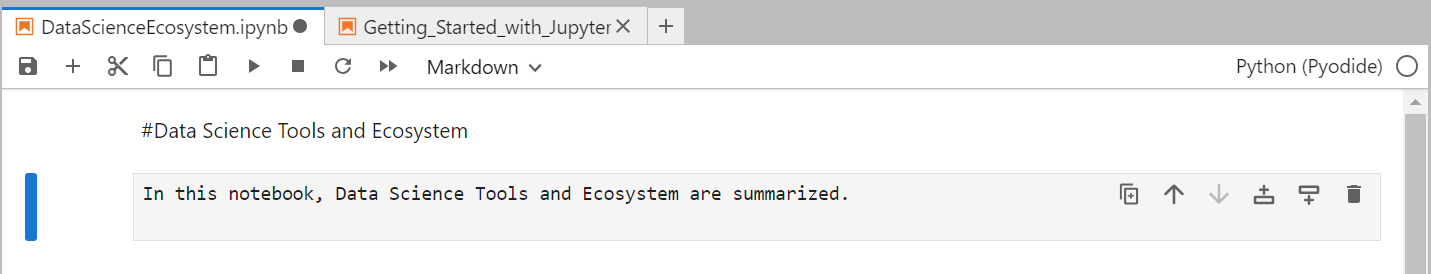 DataScienceEcosystem.ipynb
Getting_Started_with_Jupyter
Markdown
Python (Pyodide)
#Data Science Tools and Ecosystem
In this notebook, Data Science Tools and Ecosystem are summarized.